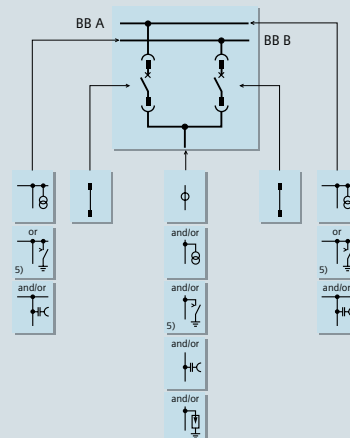 BB A
BB B
or
and/or
or
5)
5)
5)
and/or
and/or
and/or
and/or
and/or